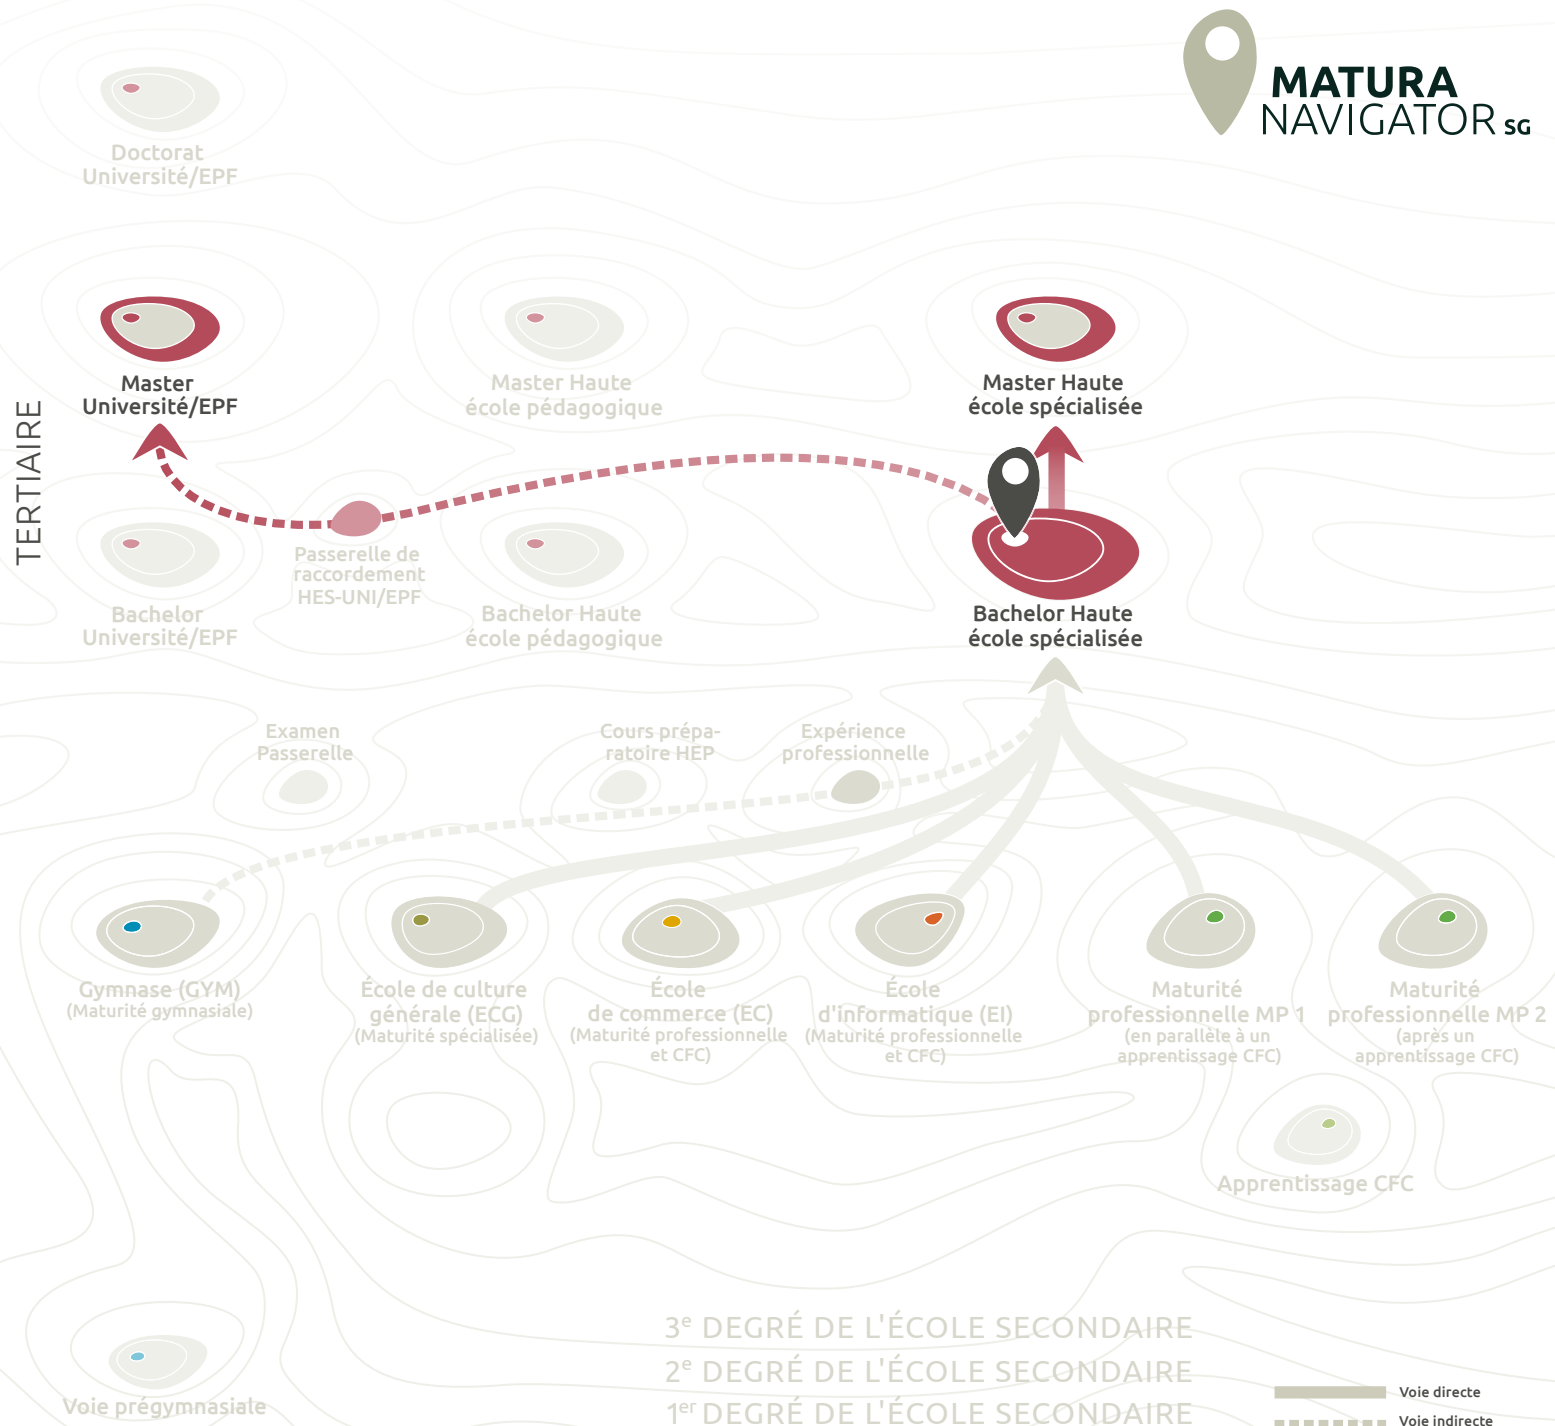 MATURA
NAVIGATOR SG
Doctorat
Université/EPF
TERTIAIRE
Master
Université/EPF
Master Haute
école pédagogique
Master Haute
école spécialisée
Passerelle de
raccordement
HES-UNI/EPF
Bachelor
Université/EPF
Bachelor Haute
école pédagogique
Bachelor Haute
école spécialisée
Examen
Passerelle
Cours prépa-
ratoire HEP
Expérience
professionnelle
Gymnase (GYM)
(Maturité gymnasiale)
École de culture
générale (ECG)
(Maturité spécialisée)
École
de commerce (EC)
(Maturité professionnelle
et CFC)
École
d'informatique (EI)
(Maturité professionnelle
et CFC)
Maturité
professionnelle MP 1
(en parallèle à un
apprentissage CFC)
Maturité
professionnelle MP 2
(après un
apprentissage CFC)
Apprentissage CFC
Voie prégymnasiale
3e DEGRÉ DE L'ÉCOLE SECONDAIRE
2e DEGRÉ DE L'ÉCOLE SECONDAIRE
1er DEGRÉ DE L'ÉCOLE SECONDAIRE
Voie directe
Voie indirecte